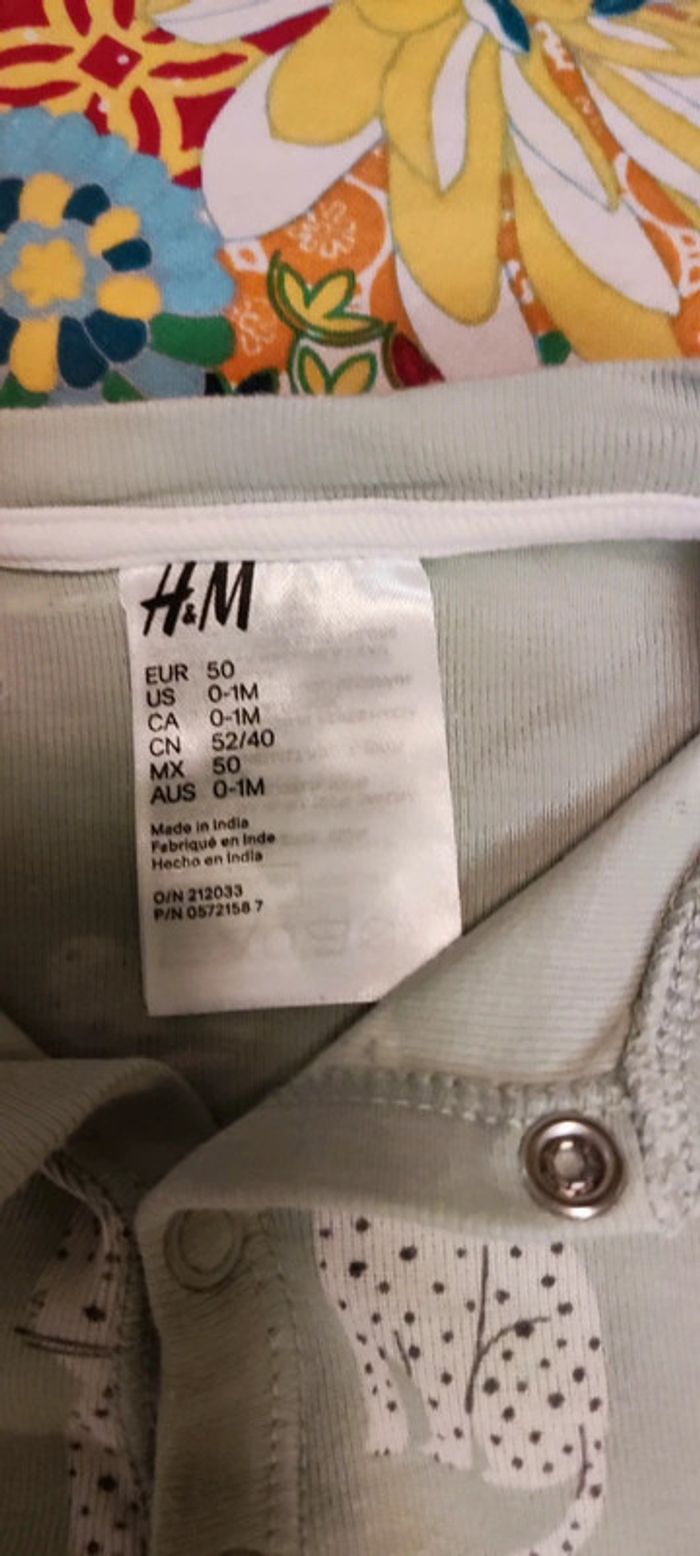 H&M
EUR 50
US 0-1M
CA 0-1M
CN 52/40
MX 50
AUS 0-1M
Made in India
Fabriqué en Inde
Hecho en India
O/N 212033
P/N 0572158 7